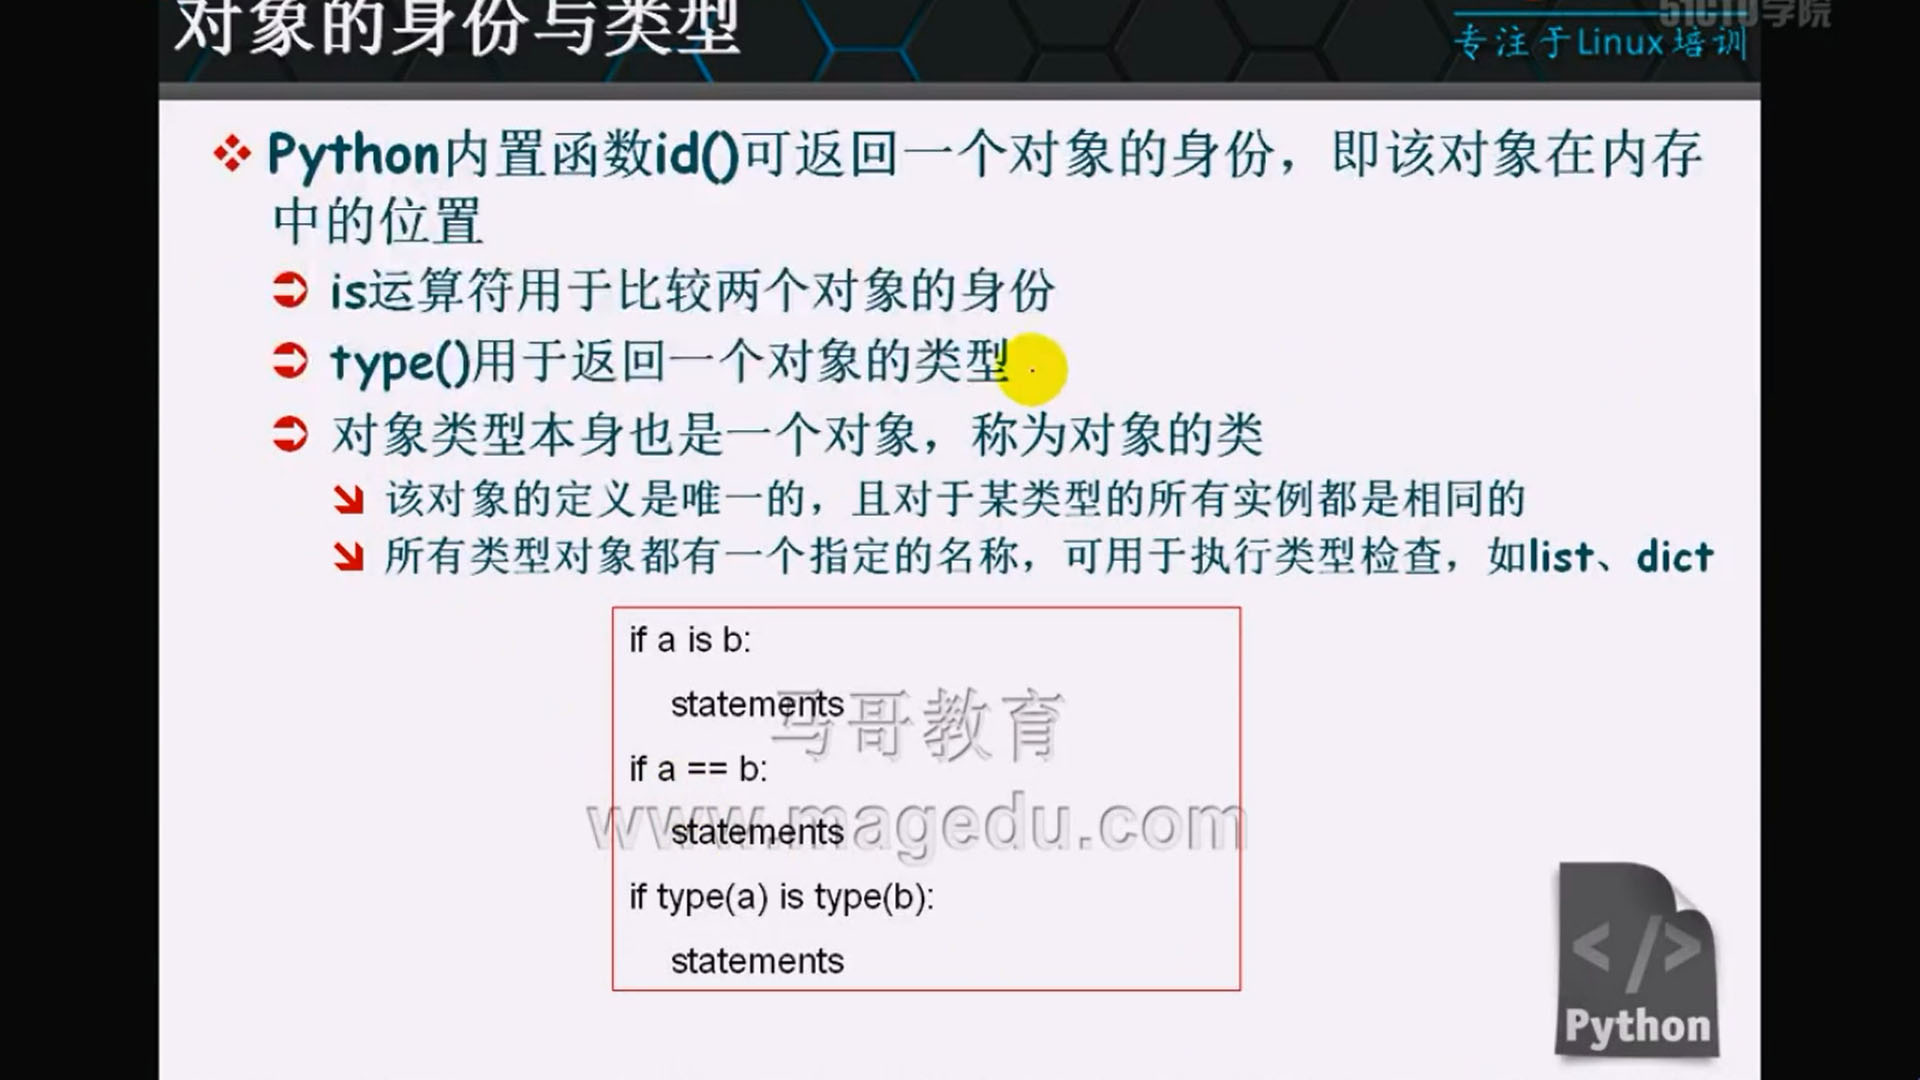 对象的身份与类型
51CTO学院
专注于Linux培训
Python内置函数id()可返回一个对象的身份，即该对象在内存
中的位置
is运算符用于比较两个对象的身份
type()用于返回一个对象的类型
对象类型本身也是一个对象，称为对象的类
该对象的定义是唯一的，且对于某类型的所有实例都是相同的
所有类型对象都有一个指定的名称，可用于执行类型检查，如list、dict
if a is b:
statements
马哥教育
if a == b:
www.magedu.com
statements
if type(a) is type(b):
statements
</>
Python